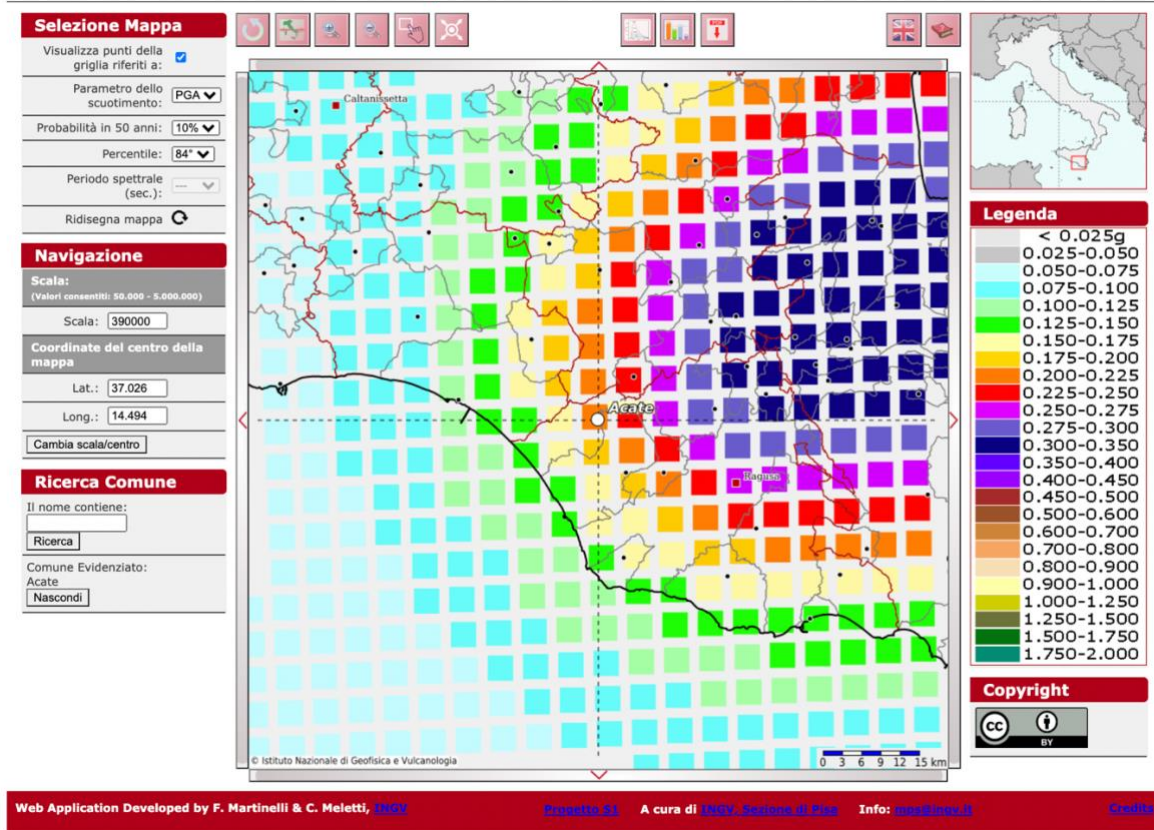 Selezione Mappa
Visualizza punti della
griglia riferiti a:
Parametro dello
scuotimento: PGA
Probabilità in 50 anni: 10%
Percentile: 84°
Periodo spettrale
(sec.): ---
Ridisegna mappa
Navigazione
Scala:
(Valori consentiti: 50.000 - 5.000.000)
Scala: 390000
Coordinate del centro della
mappa
Lat.: 37.026
Long.: 14.494
Cambia scala/centro
Ricerca Comune
Il nome contiene:
Ricerca
Comune Evidenziato:
Acate
Nascondi
PDF
Caltanissetta
Acate
Ragusa
© Istituto Nazionale di Geofisica e Vulcanologia
0 3 6 9 12 15 km
Legenda
< 0.025g
0.025-0.050
0.050-0.075
0.075-0.100
0.100-0.125
0.125-0.150
0.150-0.175
0.175-0.200
0.200-0.225
0.225-0.250
0.250-0.275
0.275-0.300
0.300-0.350
0.350-0.400
0.400-0.450
0.450-0.500
0.500-0.600
0.600-0.700
0.700-0.800
0.800-0.900
0.900-1.000
1.000-1.250
1.250-1.500
1.500-1.750
1.750-2.000
Copyright
cc
BY
Web Application Developed by F. Martinelli & C. Meletti, INGV Progetto S1 A cura di INGV, Sezione di Pisa Info: mps@ingv.it Credits